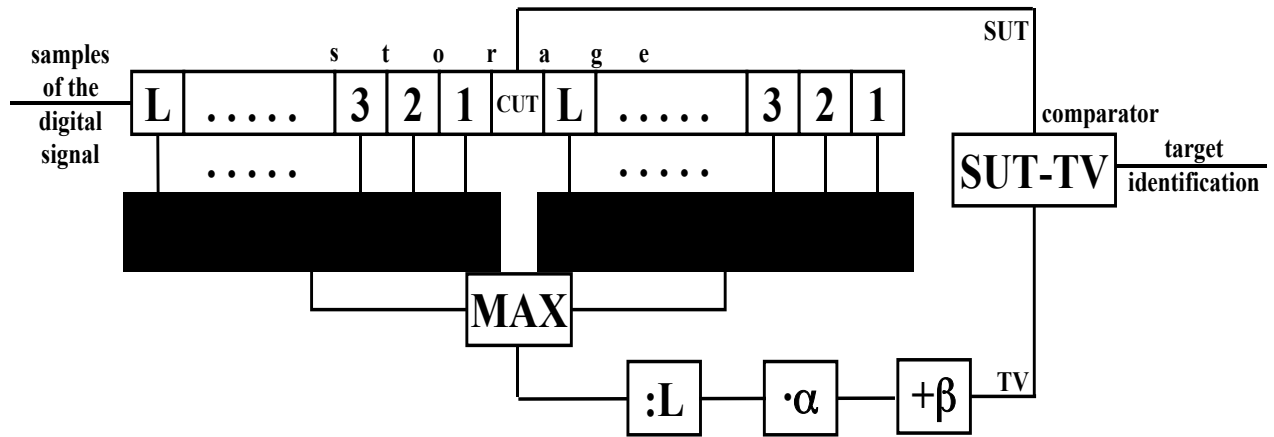 samples
of the
digital
signal
s t o r a g e
L ..... 3 2 1 CUT L ..... 3 2 1
..... .....
SUT
comparator
SUT-TV
target
identification
MAX
:L
·α
+β
TV